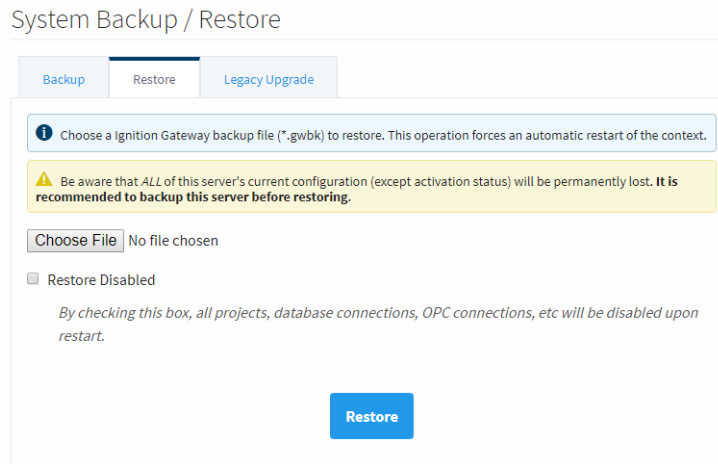 System Backup / Restore
Backup Restore Legacy Upgrade
Choose a Ignition Gateway backup file (*.gwbk) to restore. This operation forces an automatic restart of the context.
Be aware that ALL of this server's current configuration (except activation status) will be permanently lost. It is
recommended to backup this server before restoring.
Choose File No file chosen
Restore Disabled
By checking this box, all projects, database connections, OPC connections, etc will be disabled upon
restart.
Restore